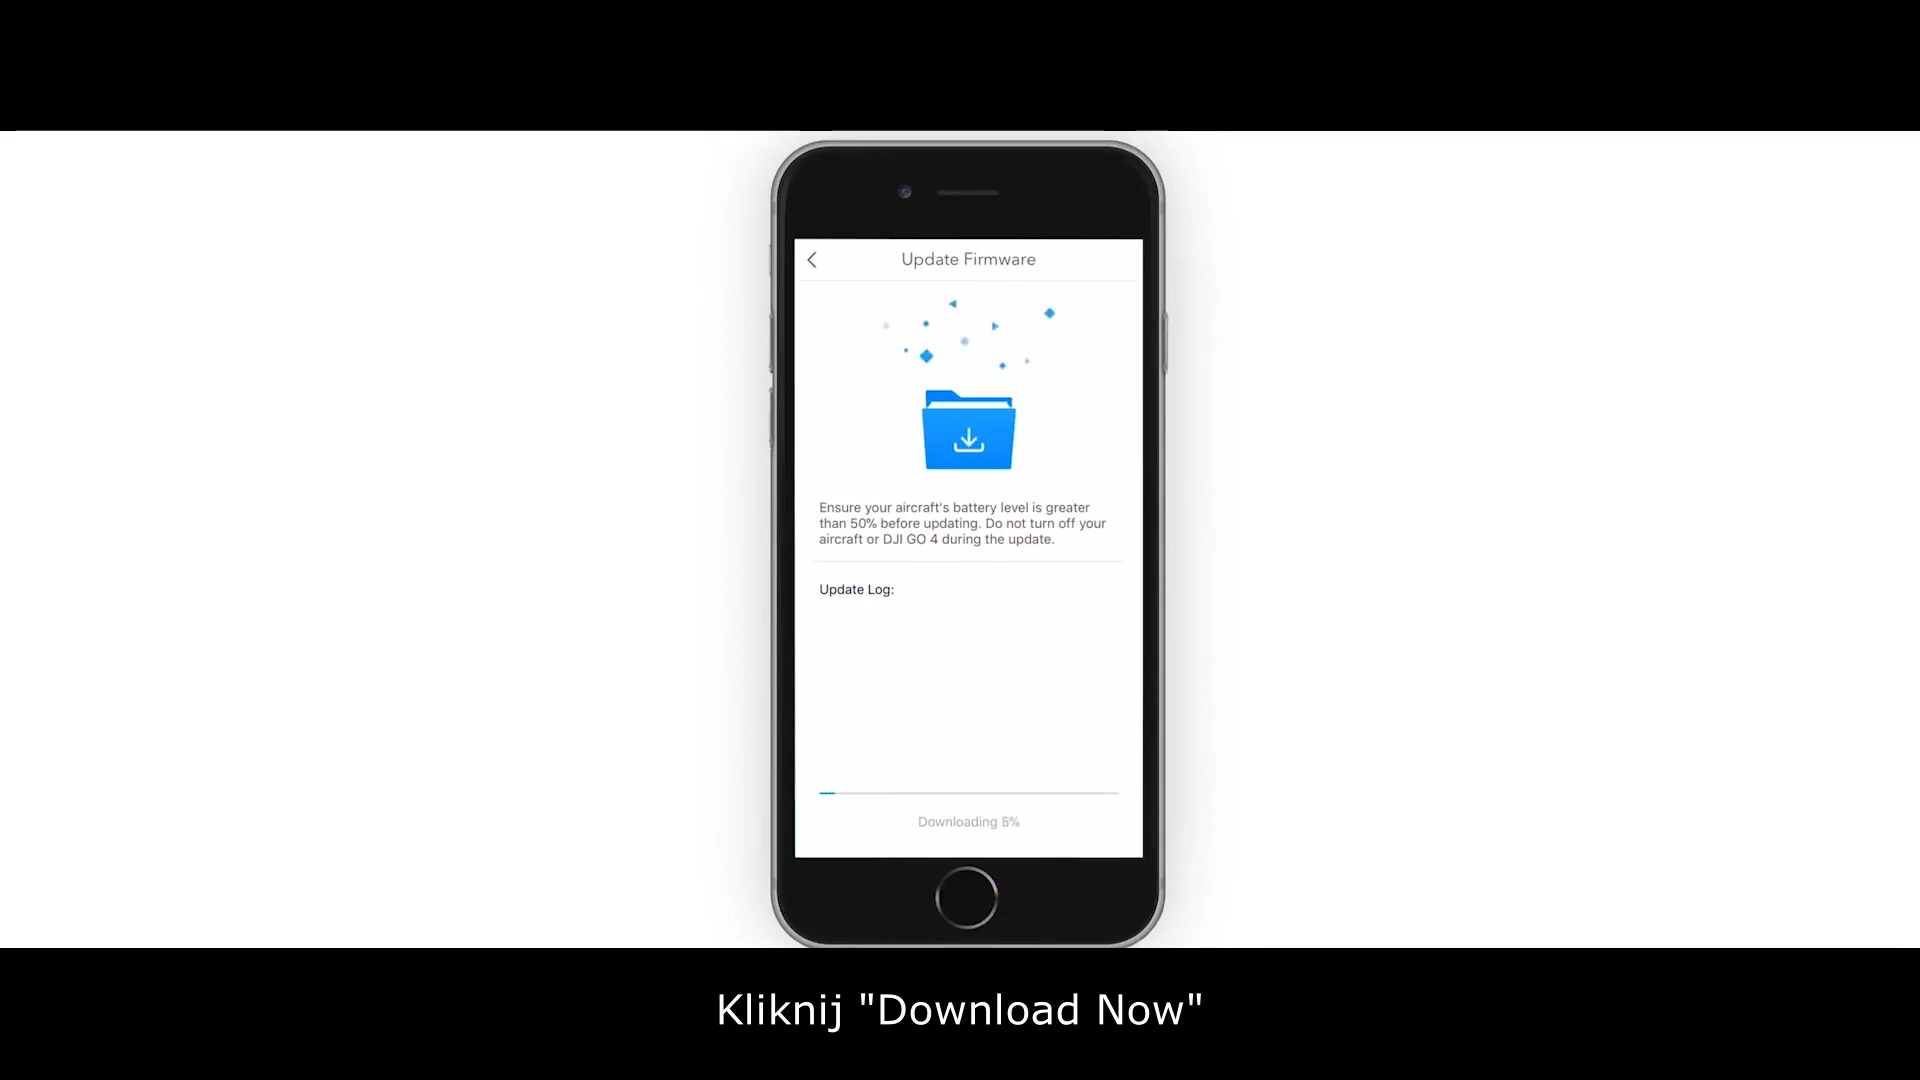 Update Firmware
Ensure your aircraft's battery level is greater
than 50% before updating. Do not turn off your
aircraft or DJI GO 4 during the update.
Update Log:
Downloading
Kliknij "Download Now"